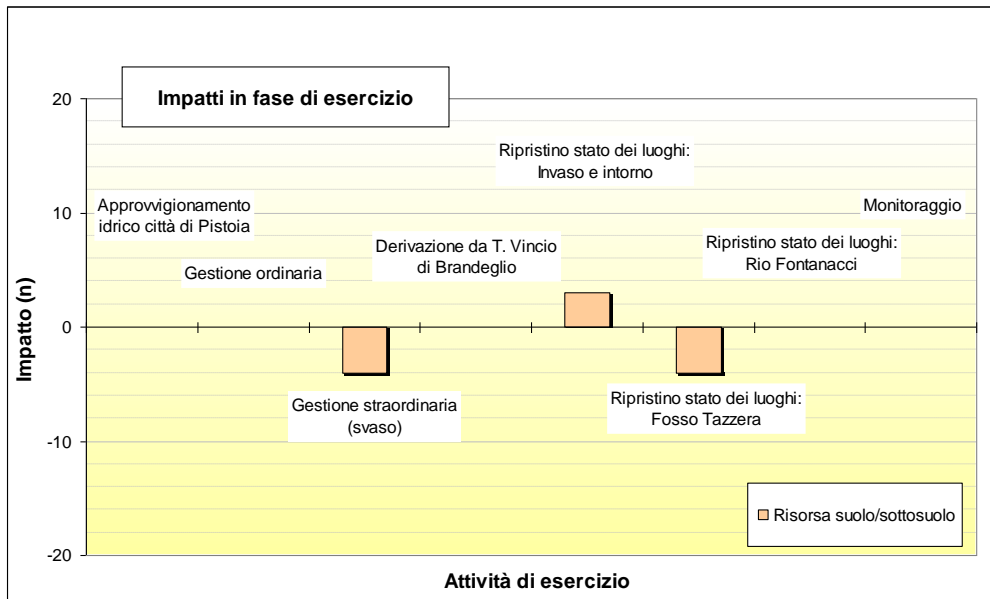 Impatti in fase di esercizio
20
10
0
-10
-20
Impatto (n)
Ripristino stato dei luoghi:
Invaso e intorno
Approvvigionamento
idrico città di Pistoia
Monitoraggio
Derivazione da T. Vincio
di Brandeglio
Ripristino stato dei luoghi:
Rio Fontanacci
Gestione ordinaria
Gestione straordinaria
(svaso)
Ripristino stato dei luoghi:
Fosso Tazzera
Risorsa suolo/sottosuolo
Attività di esercizio